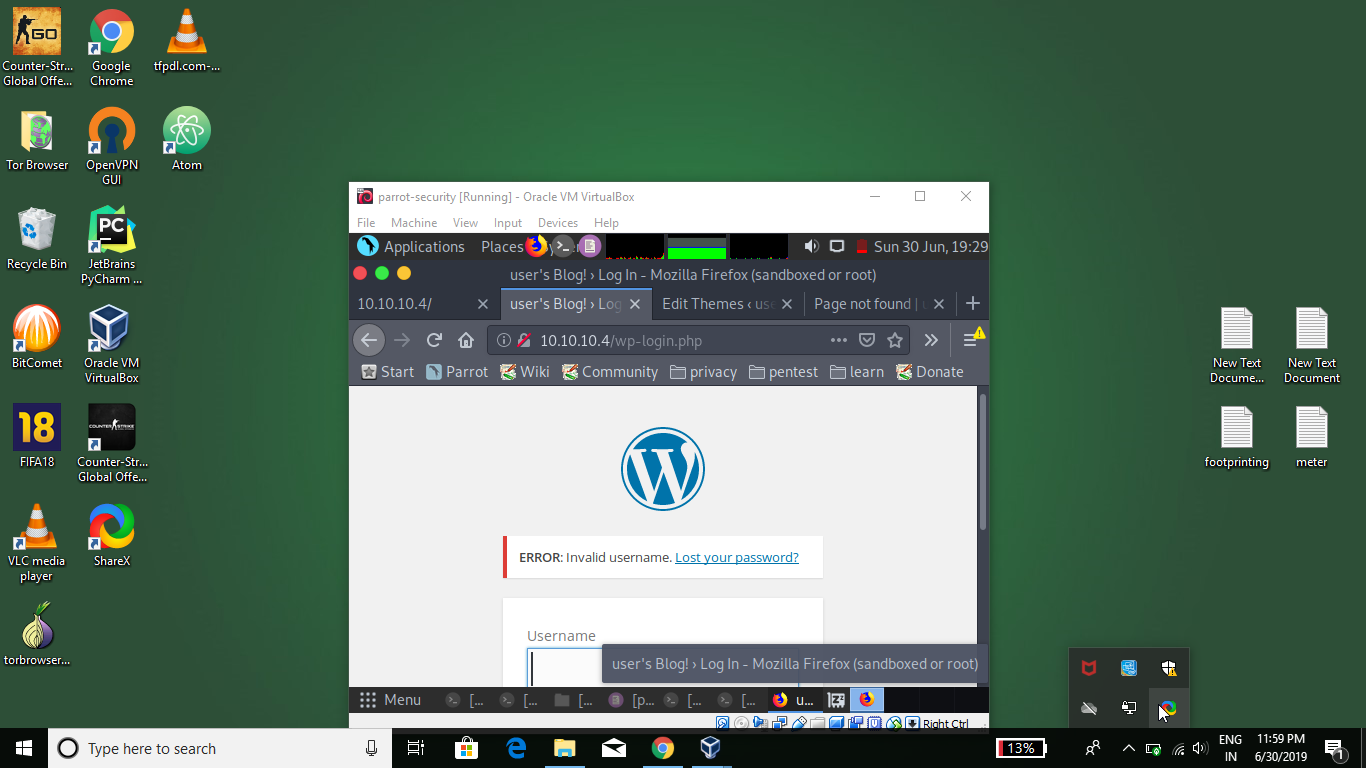 GO
Counter-Str...
Global Offe...
Google
Chrome
tfpdl.com-...
Tor Browser
OpenVPN
GUI
Atom
Recycle Bin
PC
JetBrains
PyCharm ...
BitComet
Oracle VM
VirtualBox
18
FIFA18
COUNTER STRIKE
Counter-Str...
Global Offe...
VLC media
player
ShareX
torbrowser...
New Text
Docume...
New Text
Document
footprinting
meter
parrot-security [Running] - Oracle VM VirtualBox
File Machine View Input Devices Help
Applications Places Sun 30 Jun, 19:29
user's Blog! › Log In - Mozilla Firefox (sandboxed or root)
10.10.10.4/
user's Blog! › Log
Edit Themes ‹ use
Page not found |
10.10.10.4/wp-login.php
Start Parrot Wiki Community privacy pentest learn Donate
W
ERROR: Invalid username. Lost your password?
Username
user's Blog! › Log In - Mozilla Firefox (sandboxed or root)
Menu [... [... [... [p... [... [... u...
Right Ctrl
Type here to search
13%
ENG
IN
11:59 PM
6/30/2019
1